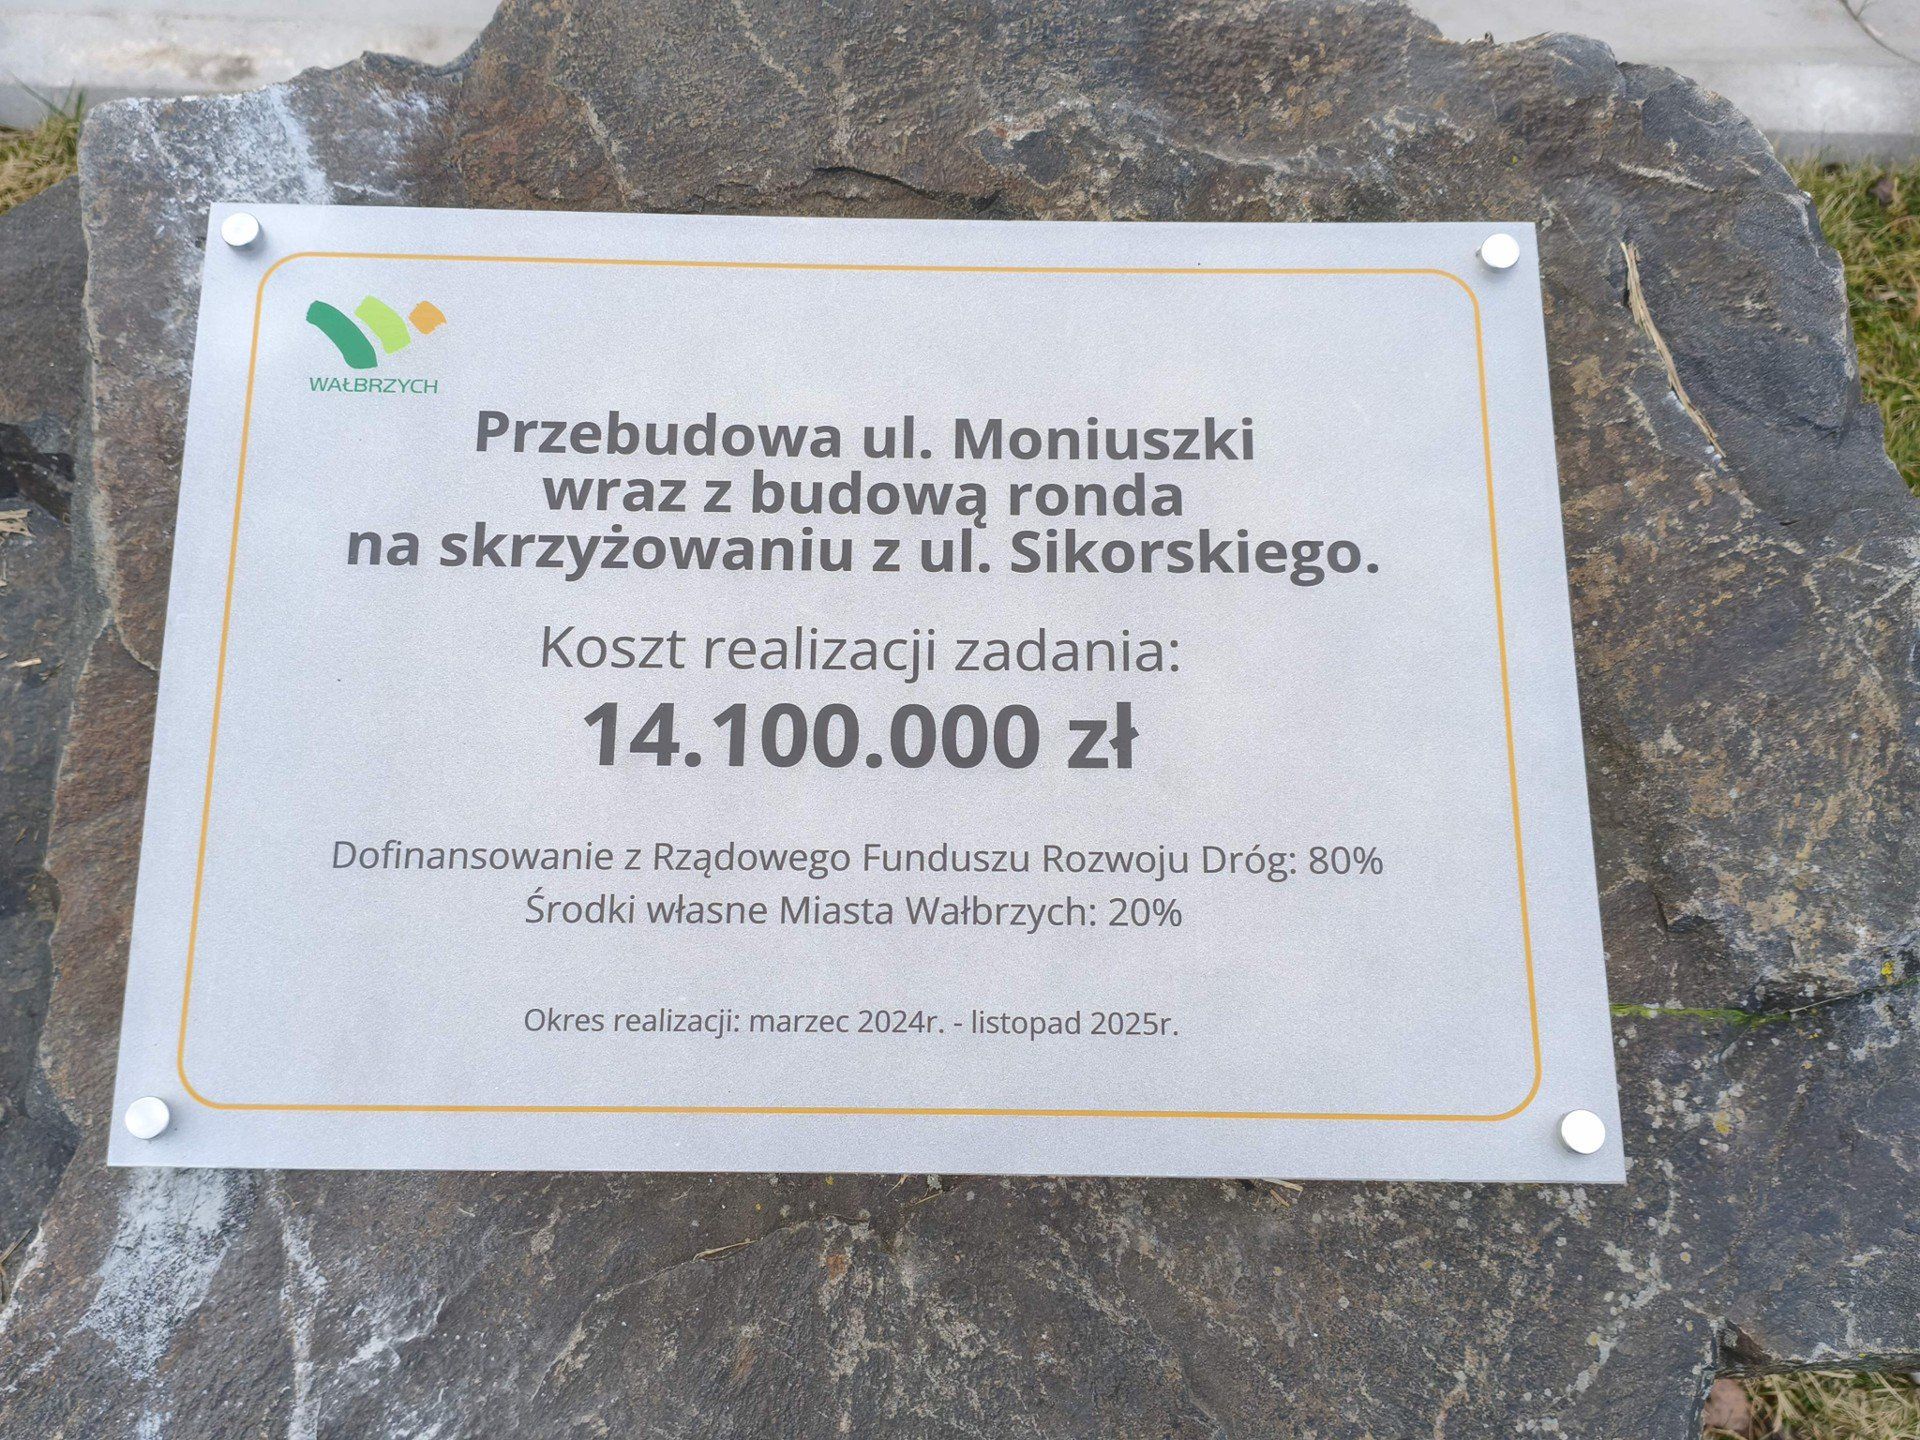 WAŁBRZYCH
Przebudowa ul. Moniuszki
wraz z budową ronda
na skrzyżowaniu z ul. Sikorskiego.
Koszt realizacji zadania:
14.100.000 zł
Dofinansowanie z Rządowego Funduszu Rozwoju Dróg: 80%
Środki własne Miasta Wałbrzych: 20%
Okres realizacji: marzec 2024r. - listopad 2025r.